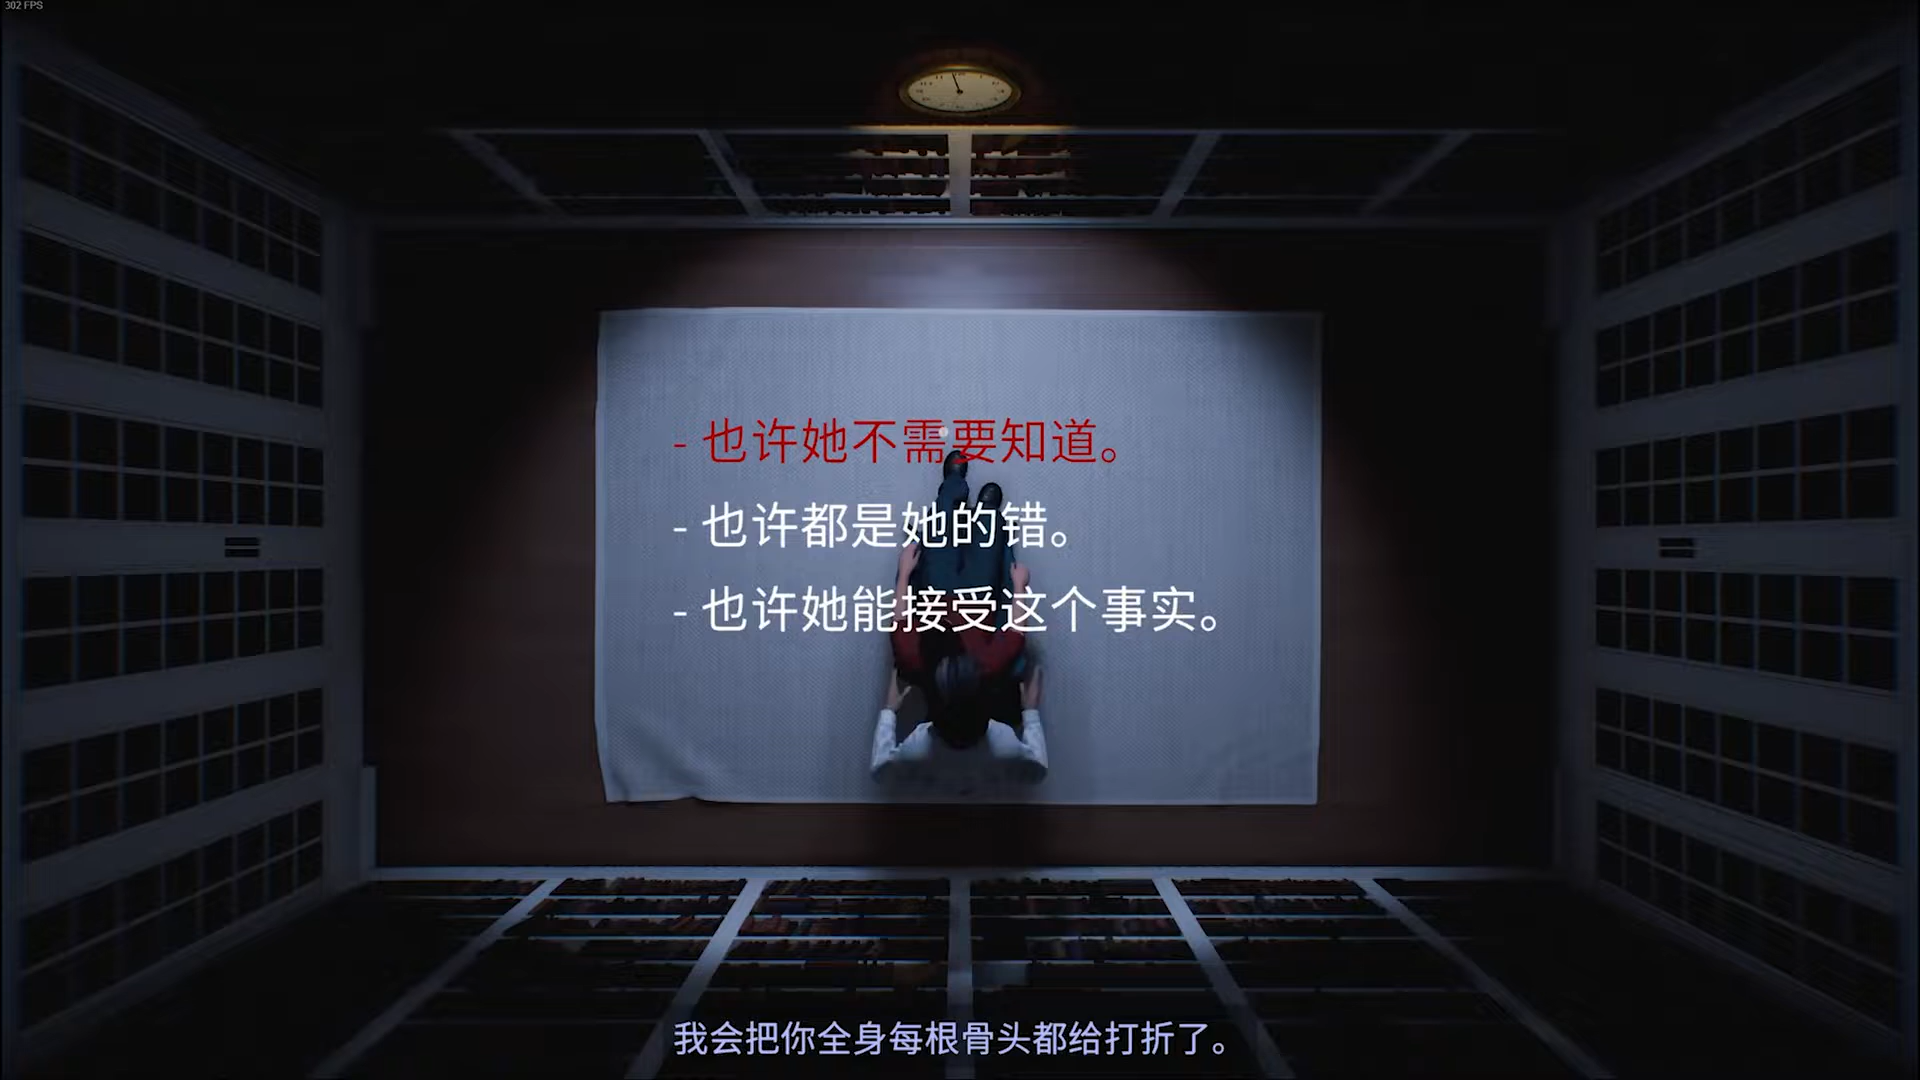 302 FPS
- 也许她不需要知道。
- 也许都是她的错。
- 也许她能接受这个事实。
我会把你全身每根骨头都给打折了。